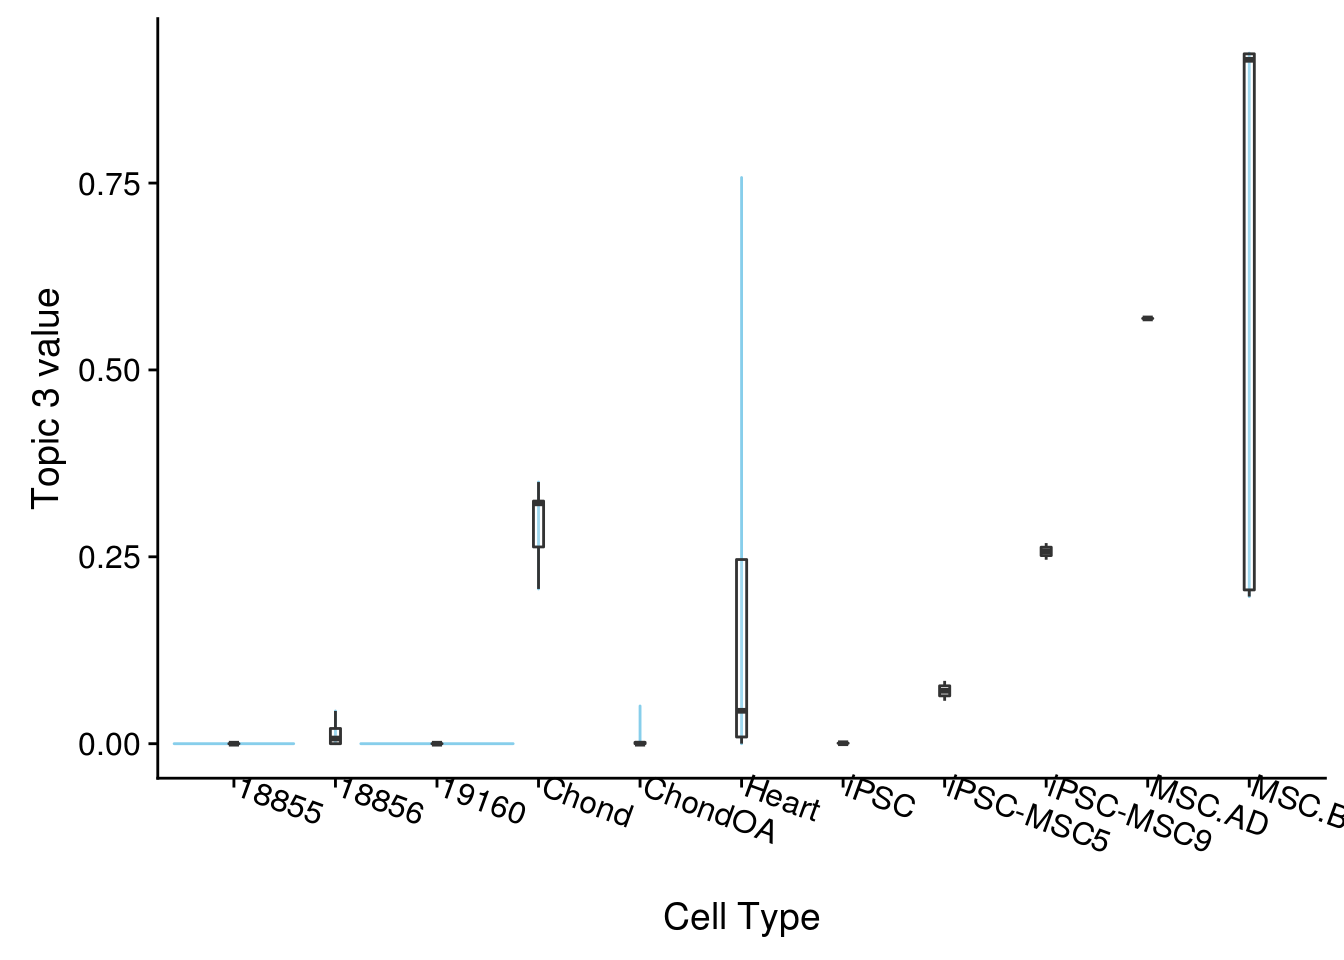 Topic 3 value
0.75
0.50
0.25
0.00
18855
18856
19160
Chond
ChondOA
Heart
iPSC
iPSC-MSC5
iPSC-MSC9
MSC.AD
MSC.B
Cell Type